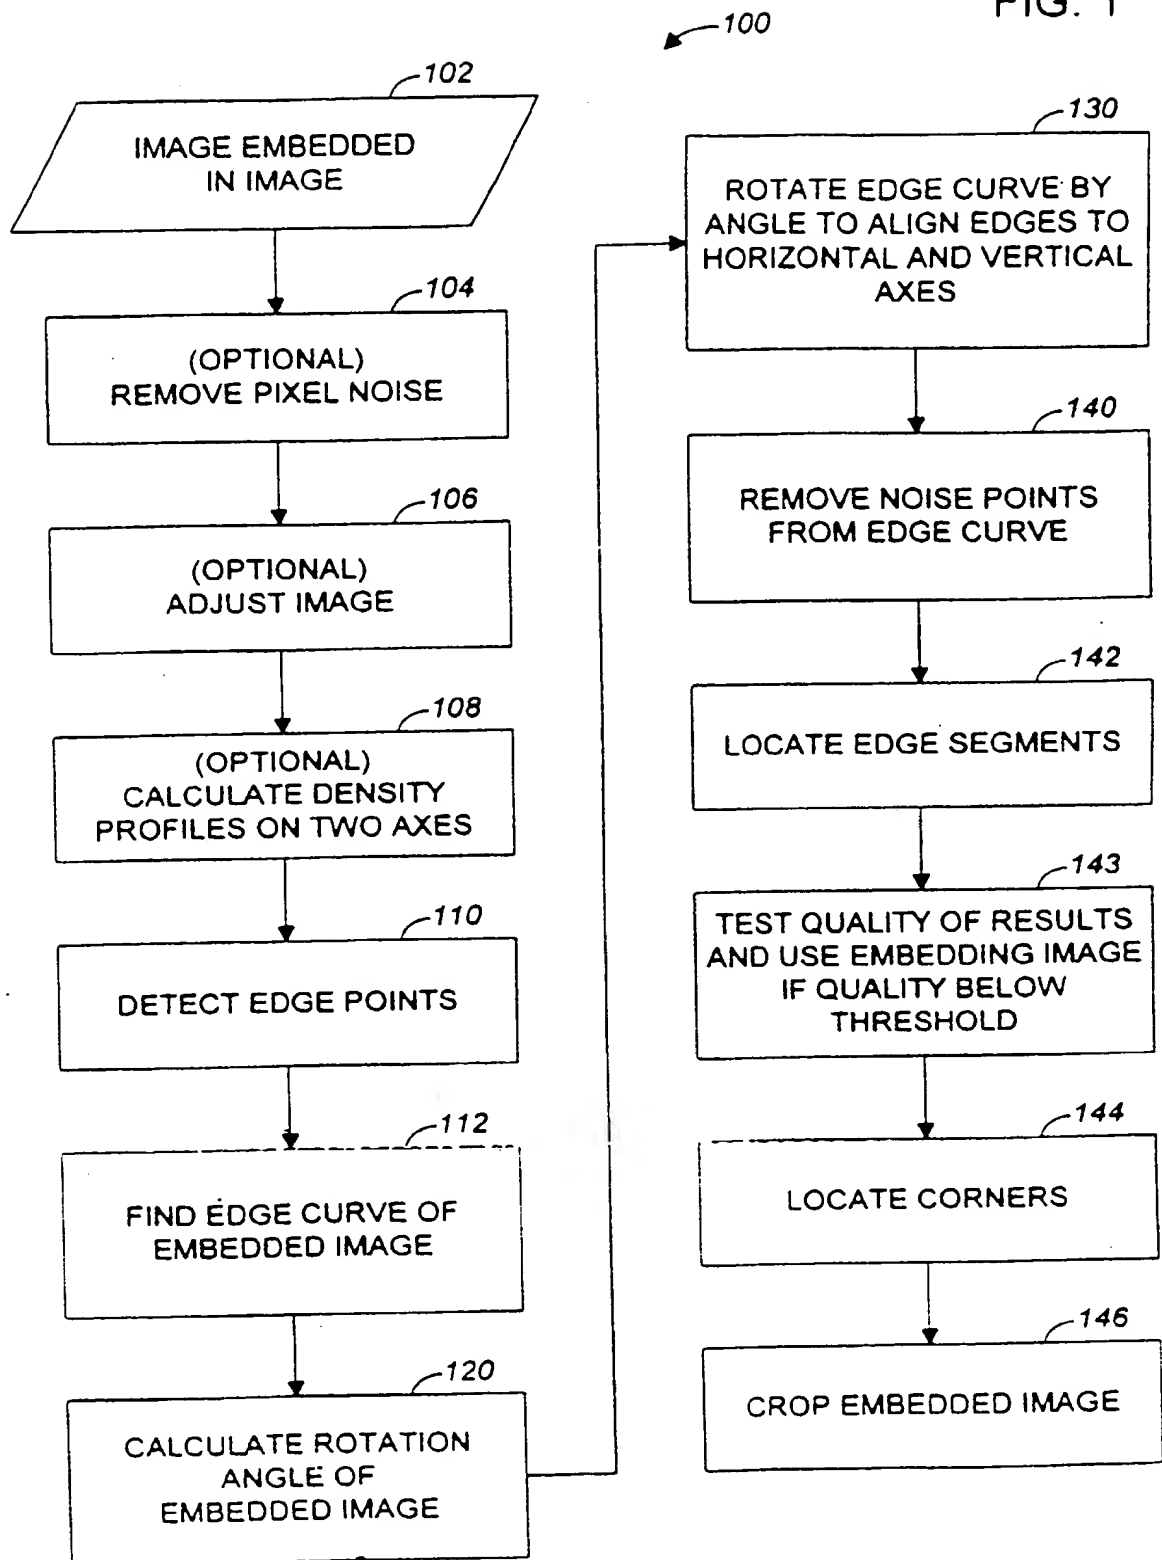 FIG. 1
100
102
IMAGE EMBEDDED
IN IMAGE
104
(OPTIONAL)
REMOVE PIXEL NOISE
106
(OPTIONAL)
ADJUST IMAGE
108
(OPTIONAL)
CALCULATE DENSITY
PROFILES ON TWO AXES
110
DETECT EDGE POINTS
112
FIND EDGE CURVE OF
EMBEDDED IMAGE
120
CALCULATE ROTATION
ANGLE OF
EMBEDDED IMAGE
130
ROTATE EDGE CURVE BY
ANGLE TO ALIGN EDGES TO
HORIZONTAL AND VERTICAL
AXES
140
REMOVE NOISE POINTS
FROM EDGE CURVE
142
LOCATE EDGE SEGMENTS
143
TEST QUALITY OF RESULTS
AND USE EMBEDDING IMAGE
IF QUALITY BELOW
THRESHOLD
144
LOCATE CORNERS
146
CROP EMBEDDED IMAGE